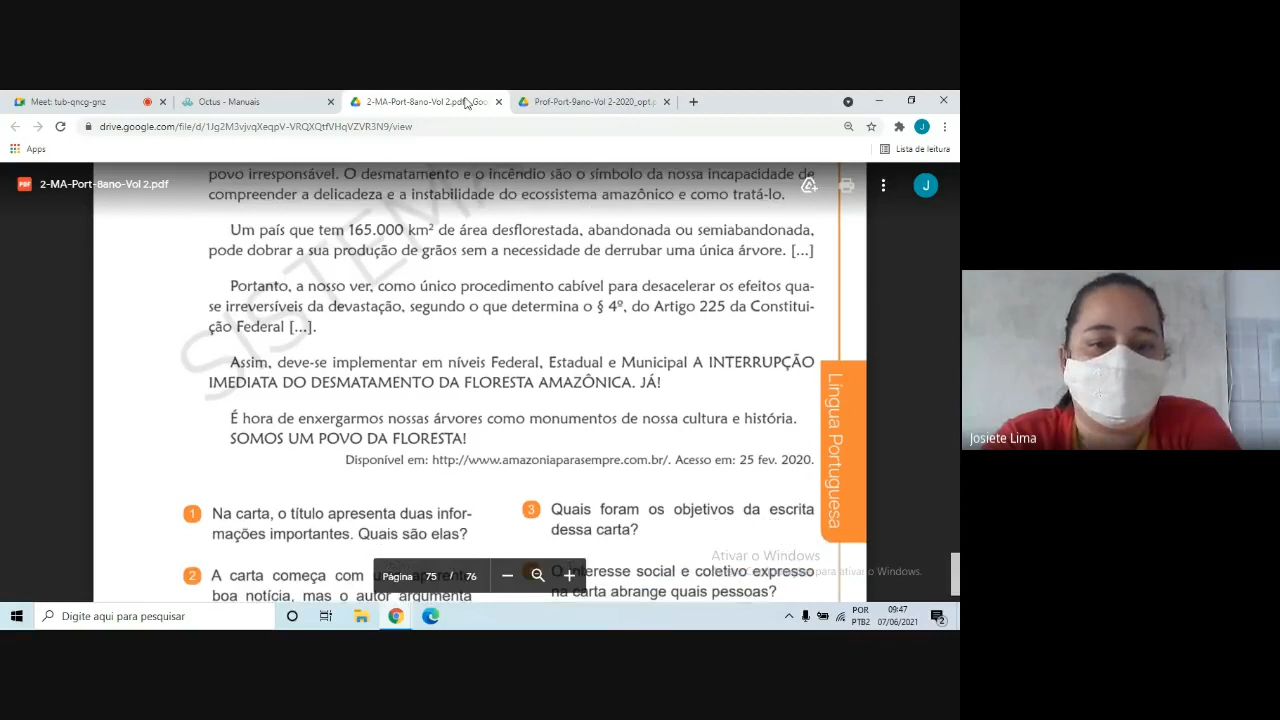 Meet: tub-qncg-gnz
Octus - Manuais
2-MA-Port-8ano-Vol 2.pdf - Goo
Prof-Port-9ano-Vol 2-2020_opt.p
drive.google.com/file/d/1Jg2M3vjvqXeqpV-VRQXQtfVHqVZVR3N9/view
Apps
Lista de leitura
2-MA-Port-8ano-Vol 2.pdf
J
povo irresponsável. O desmatamento e o incêndio são o símbolo da nossa incapacidade de
compreender a delicadeza e a instabilidade do ecossistema amazônico e como tratá-lo.
Um país que tem 165.000 km² de área desflorestada, abandonada ou semiabandonada,
pode dobrar a sua produção de grãos sem a necessidade de derrubar uma única árvore. [...]
Portanto, a nosso ver, como único procedimento cabível para desacelerar os efeitos qua-
se irreversíveis da devastação, segundo o que determina o § 4º, do Artigo 225 da Constitui-
ção Federal [...].
Assim, deve-se implementar em níveis Federal, Estadual e Municipal A INTERRUPÇÃO
IMEDIATA DO DESMATAMENTO DA FLORESTA AMAZÔNICA. JÁ!
É hora de enxergarmos nossas árvores como monumentos de nossa cultura e história.
SOMOS UM POVO DA FLORESTA!
Disponível em: http://www.amazoniaparasempre.com.br/. Acesso em: 25 fev. 2020.
SISTEMA
Língua Portuguesa
1 Na carta, o título apresenta duas infor-
mações importantes. Quais são elas?
2 A carta começa com
boa notícia, mas o autor argumenta
3 Quais foram os objetivos da escrita
dessa carta?
O interesse social e coletivo expresso
na carta abrange quais pessoas?
Página 75 / 76
Ativar o Windows
para ativar o Windows.
Josiete Lima
Digite aqui para pesquisar
POR
PTB2
09:47
07/06/2021
2